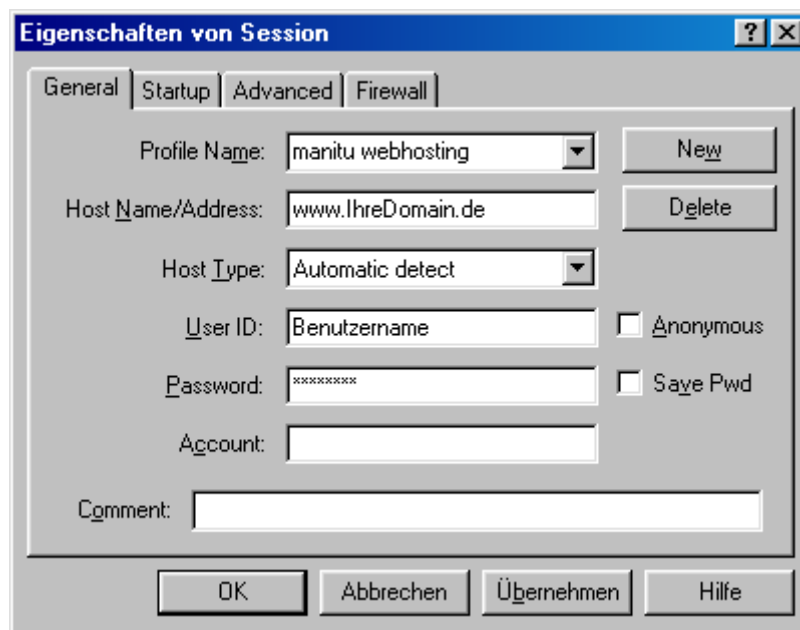 Eigenschaften von Session
General Startup Advanced Firewall
Profile Name: manitu webhosting New
Host Name/Address: www.IhreDomain.de Delete
Host Type: Automatic detect
User ID: Benutzername Anonymous
Password: ******** Save Pwd
Account:
Comment:
OK Abbrechen Übernehmen Hilfe